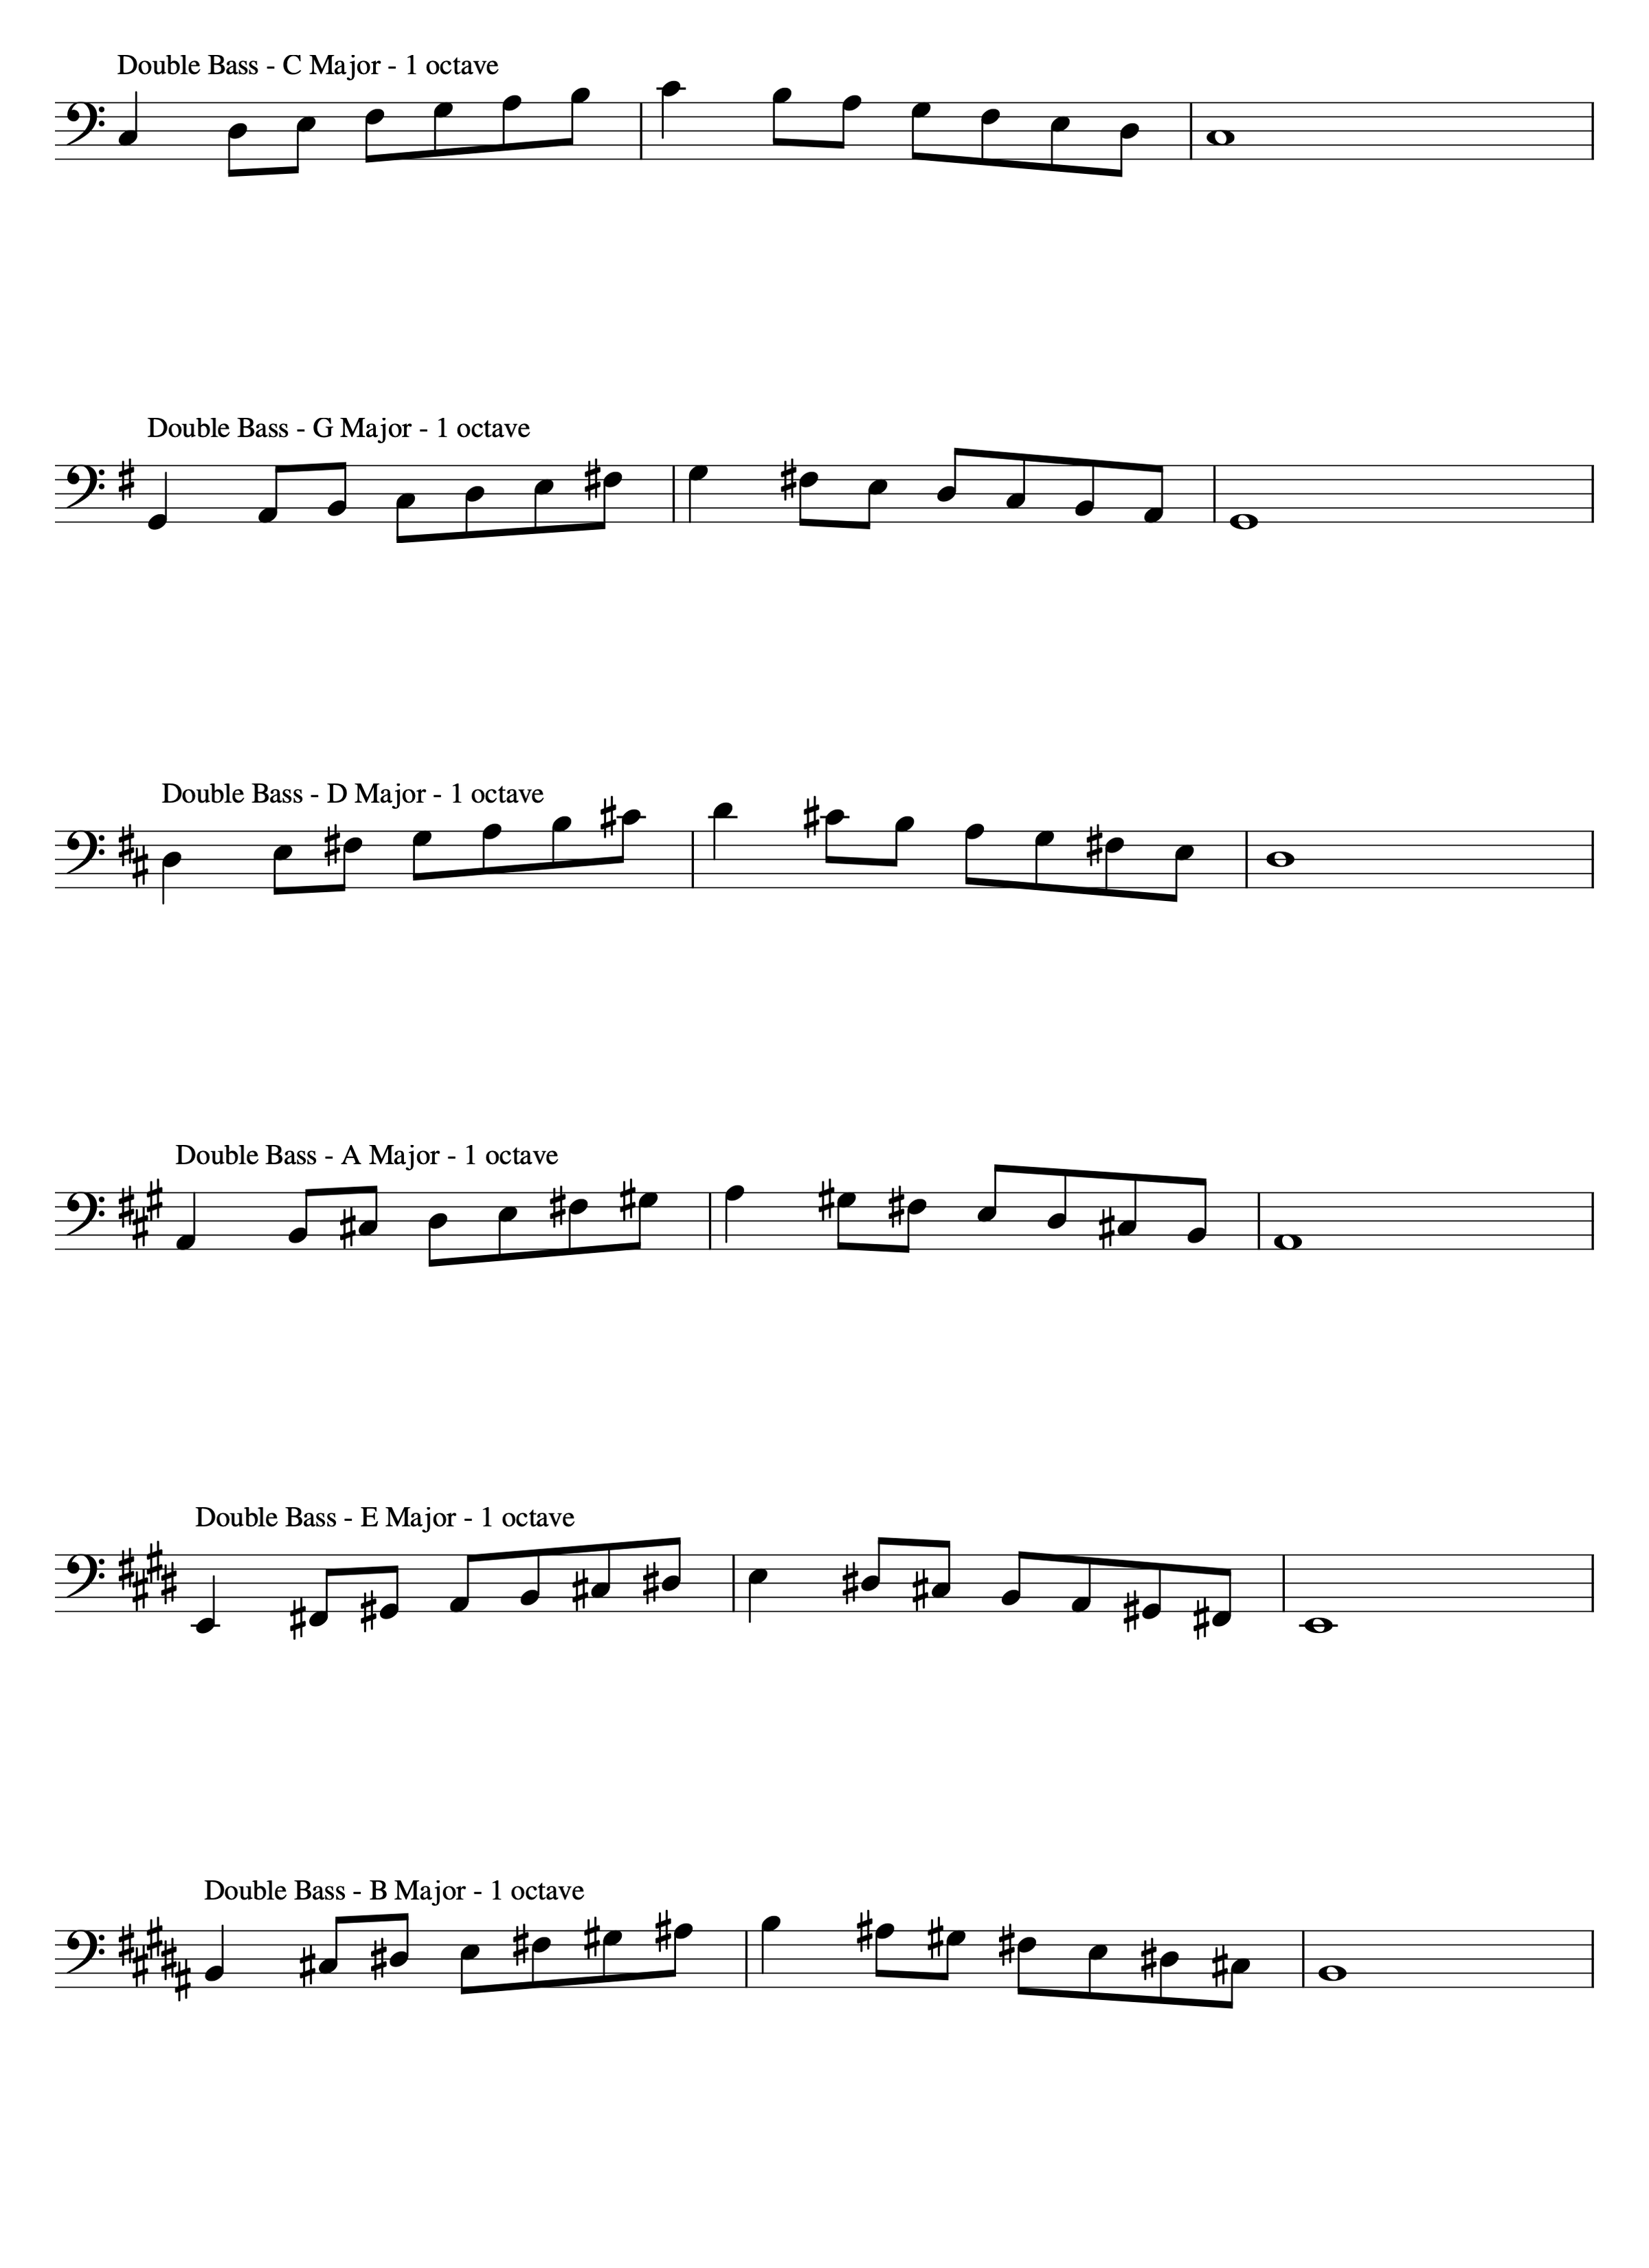 Double Bass - C Major - 1 octave
Double Bass - G Major - 1 octave
Double Bass - D Major - 1 octave
Double Bass - A Major - 1 octave
Double Bass - E Major - 1 octave
Double Bass - B Major - 1 octave